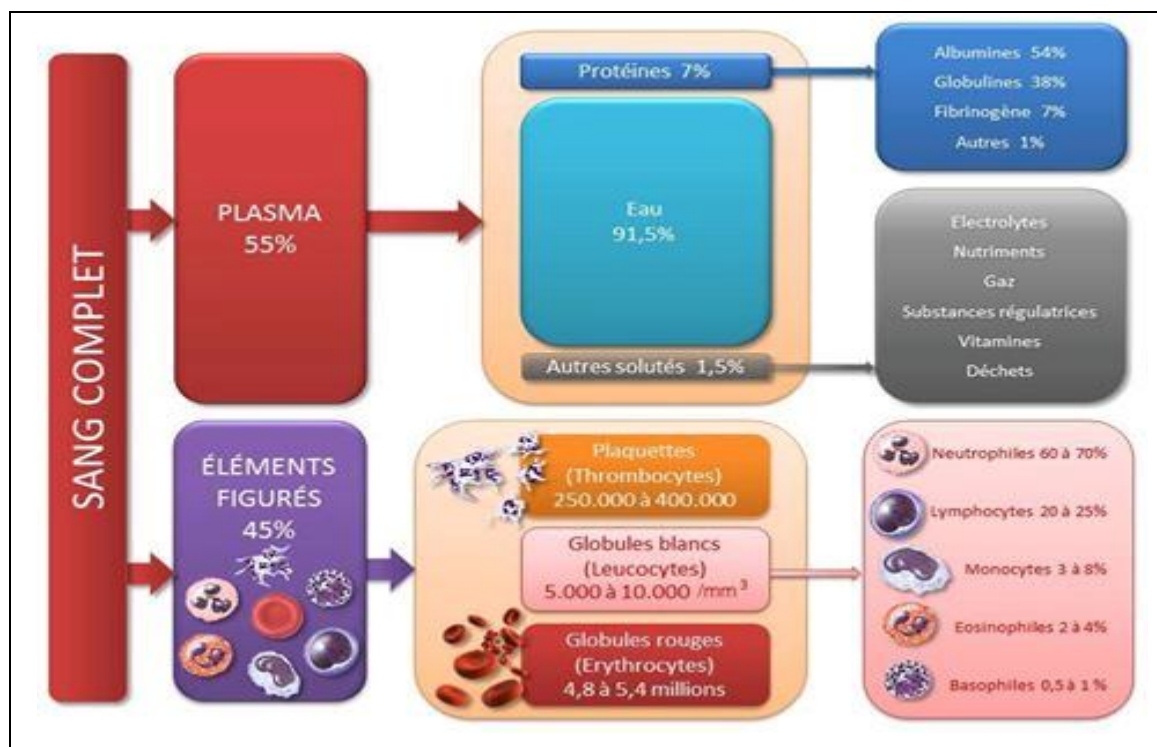 SANG COMPLET
PLASMA
55%
Protéines 7%
Eau
91,5%
Autres solutés 1,5%
Albumines 54%
Globulines 38%
Fibrinogène 7%
Autres 1%
Electrolytes
Nutriments
Gaz
Substances régulatrices
Vitamines
Déchets
ÉLÉMENTS
FIGURÉS
45%
Plaquettes
(Thrombocytes)
250.000 à 400.000
Globules blancs
(Leucocytes)
5.000 à 10.000 /mm³
Globules rouges
(Erythrocytes)
4,8 à 5,4 millions
Neutrophiles 60 à 70%
Lymphocytes 20 à 25%
Monocytes 3 à 8%
Eosinophiles 2 à 4%
Basophiles 0,5 à 1 %